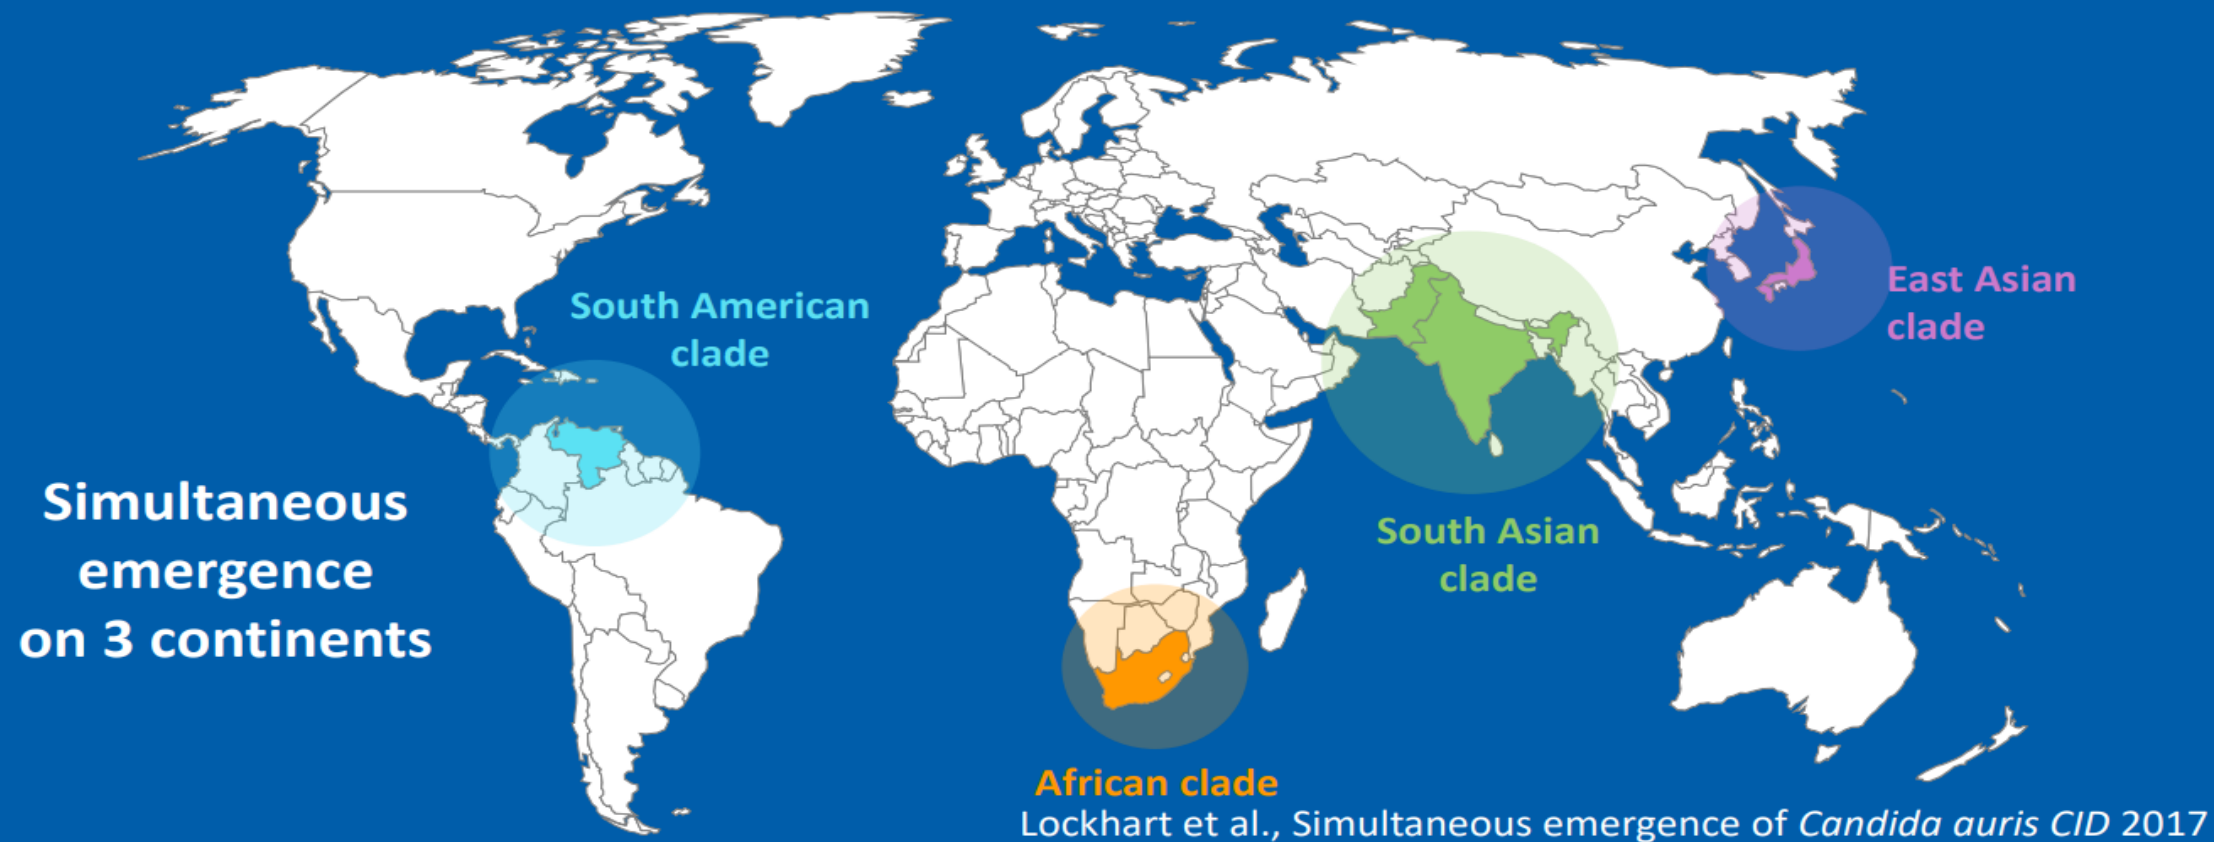 South American
clade
East Asian
clade
Simultaneous
emergence
on 3 continents
South Asian
clade
African clade
Lockhart et al., Simultaneous emergence of Candida auris CID 2017